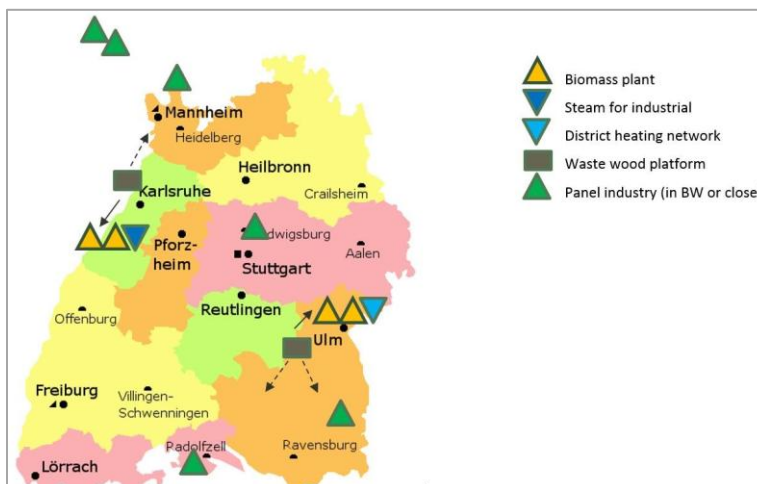 Mannheim
Heidelberg
Heilbronn
Karlsruhe
Crailsheim
Pforz-
heim
dwigsburg
Stuttgart
Aalen
Reutlingen
Offenburg
Ulm
Freiburg
Villingen-
Schwenningen
Radolfzell
Ravensburg
Lörrach
Biomass plant
Steam for industrial
District heating network
Waste wood platform
Panel industry (in BW or close